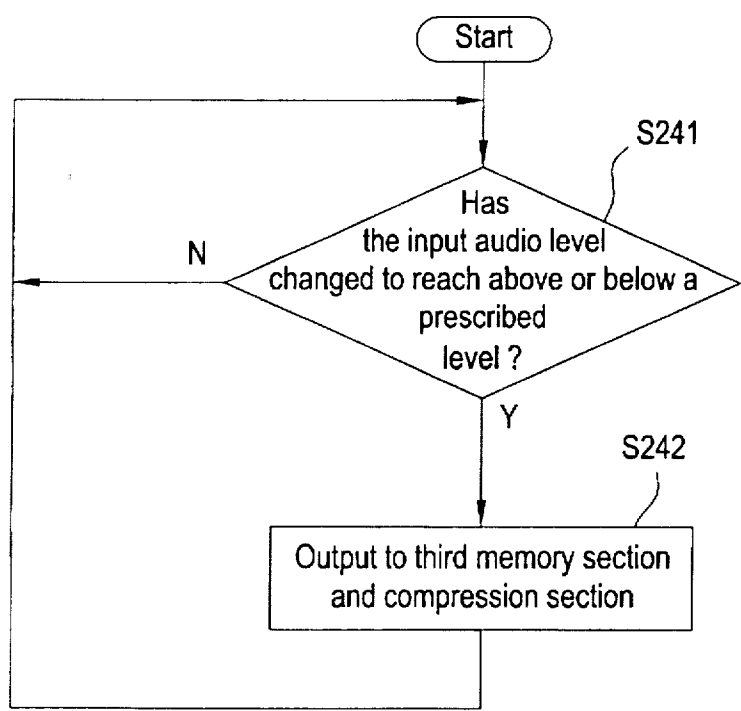 Start
S241
Has
the input audio level
changed to reach above or below a
prescribed
level ?
N
Y
S242
Output to third memory section
and compression section